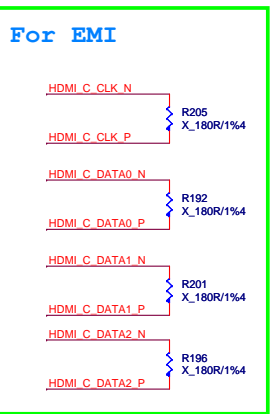 For EMI
HDMI_C_CLK_N
R205
X_180R/1%4
HDMI_C_CLK_P
HDMI_C_DATA0_N
R192
X_180R/1%4
HDMI_C_DATA0_P
HDMI_C_DATA1_N
R201
X_180R/1%4
HDMI_C_DATA1_P
HDMI_C_DATA2_N
R196
X_180R/1%4
HDMI_C_DATA2_P